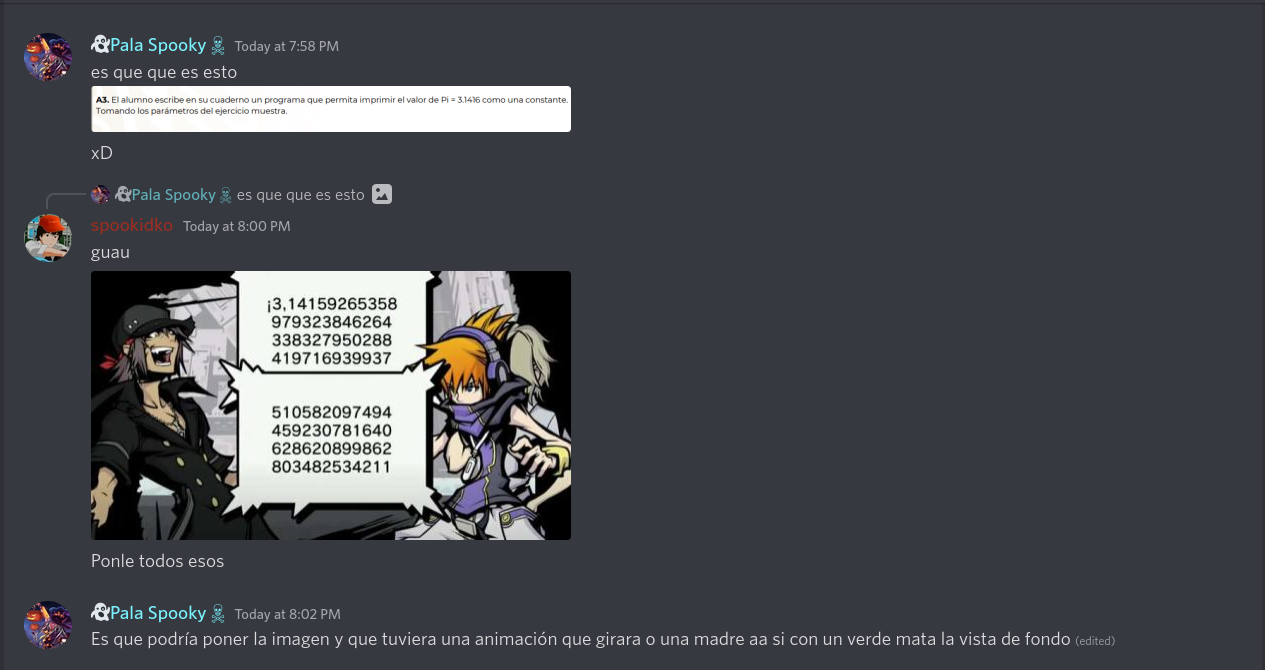 Pala Spooky Today at 7:58 PM
es que que es esto
A3. El alumno escribe en su cuaderno un programa que permita imprimir el valor de Pi = 3.1416 como una constante.
Tomando los parámetros del ejercicio muestra.
xD
Pala Spooky es que que es esto
spookidko Today at 8:00 PM
guau
¡3,14159265358
979323846264
338327950288
419716939937
510582097494
459230781640
628620899862
803482534211
Ponle todos esos
Pala Spooky Today at 8:02 PM
Es que podría poner la imagen y que tuviera una animación que girara o una madre aa si con un verde mata la vista de fondo (edited)